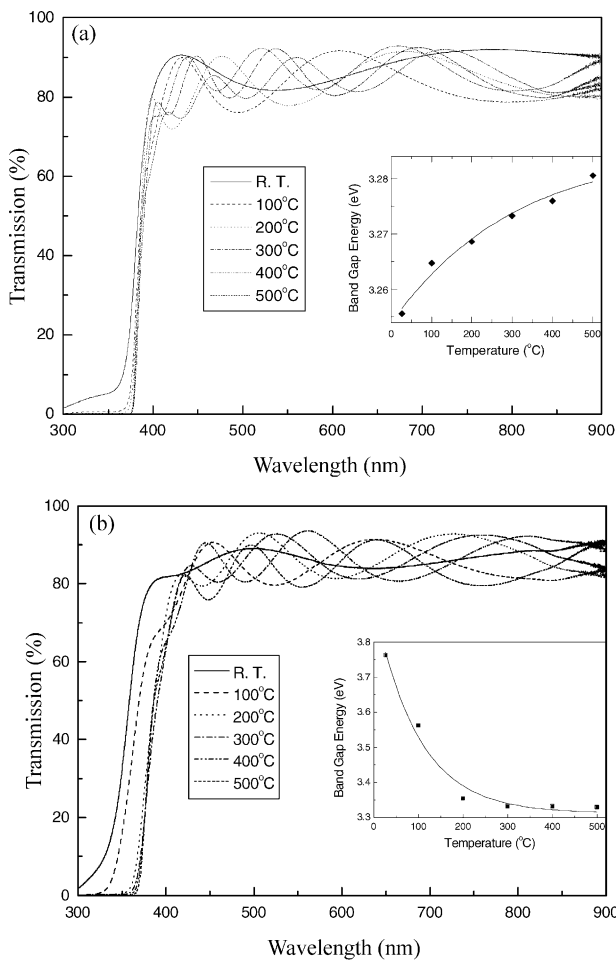 (a)
100
80
60
40
20
0
Transmission (%)
R. T.
100°C
200°C
300°C
400°C
500°C
3.28
3.27
3.26
Band Gap Energy (eV)
0 100 200 300 400 500
Temperature (°C)
300 400 500 600 700 800 900
Wavelength (nm)
(b)
100
80
60
40
20
0
Transmission (%)
R. T.
100°C
200°C
300°C
400°C
500°C
3.8
3.7
3.6
3.5
3.4
3.3
Band Gap Energy (eV)
0 100 200 300 400 500
Temperature (°C)
300 400 500 600 700 800 900
Wavelength (nm)